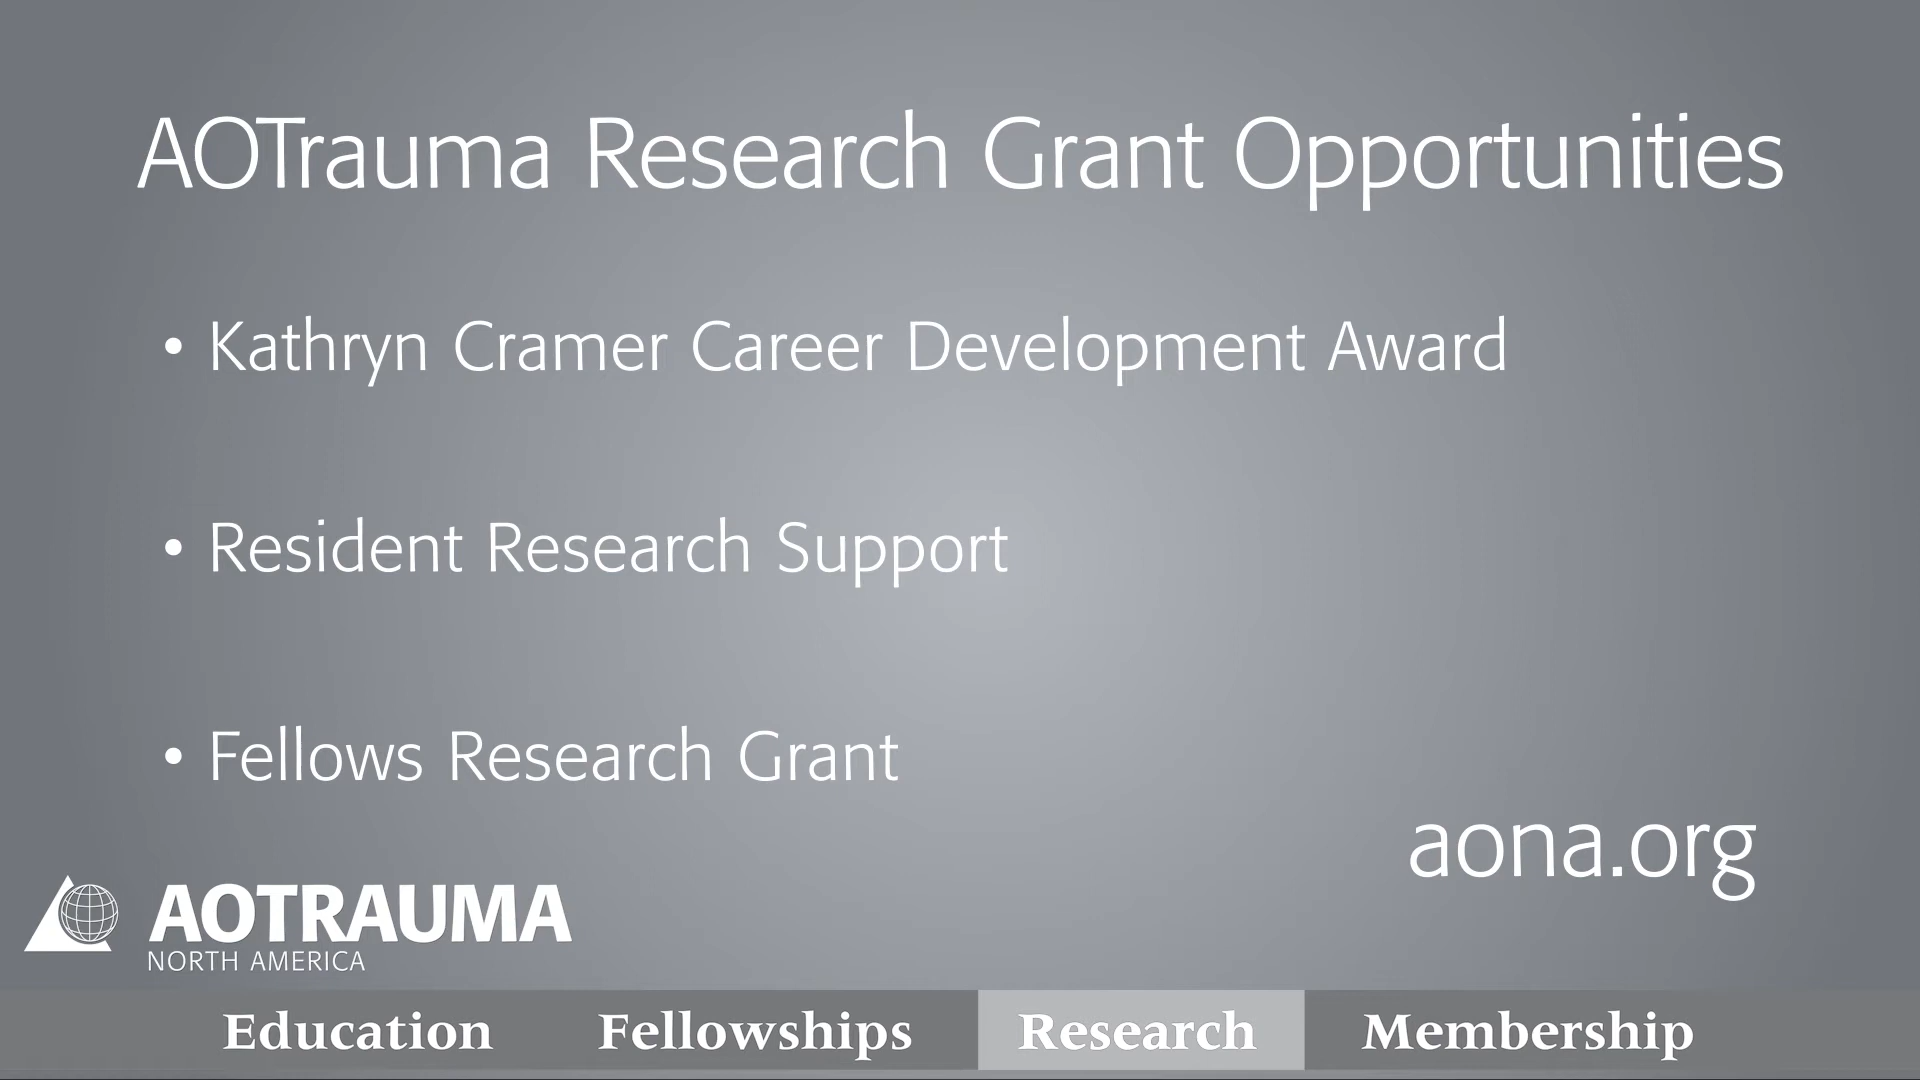 AOTrauma Research Grant Opportunities
• Kathryn Cramer Career Development Award
• Resident Research Support
• Fellows Research Grant
aona.org
AOTRAUMA
NORTH AMERICA
Education Fellowships Research Membership